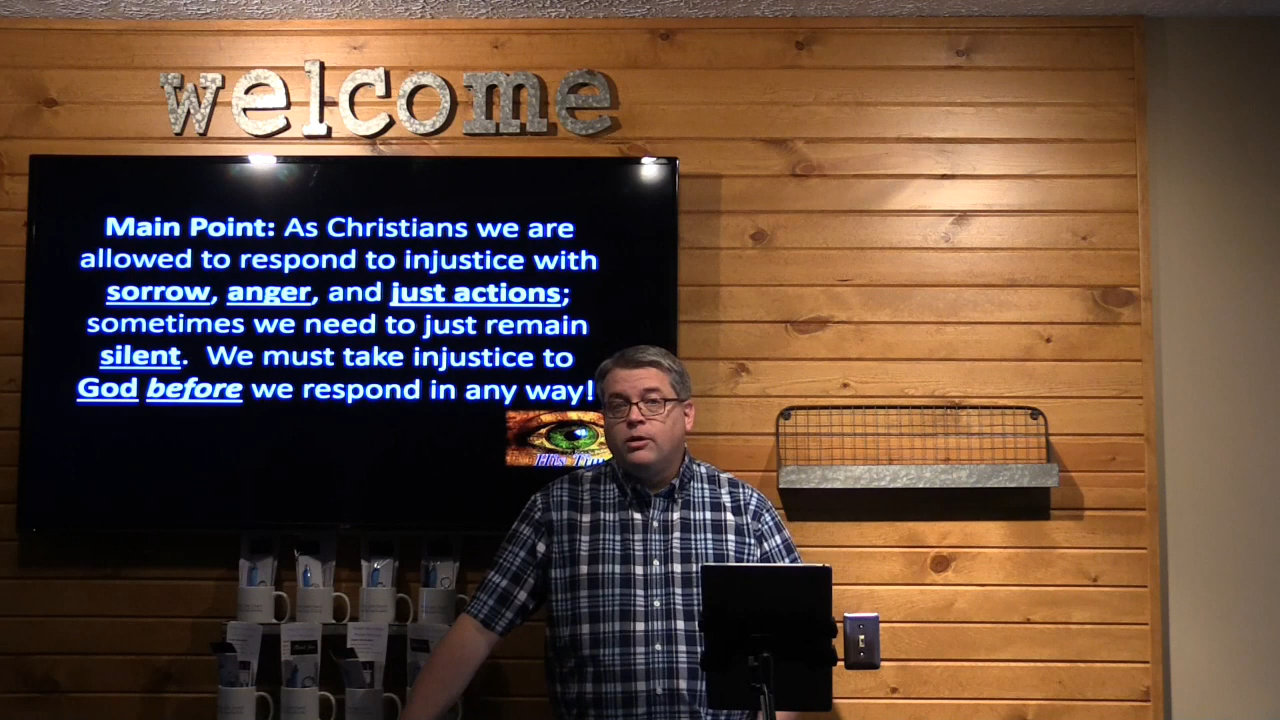 welcome
Main Point: As Christians we are
allowed to respond to injustice with
sorrow, anger, and just actions;
sometimes we need to just remain
silent. We must take injustice to
God before we respond in any way!
His